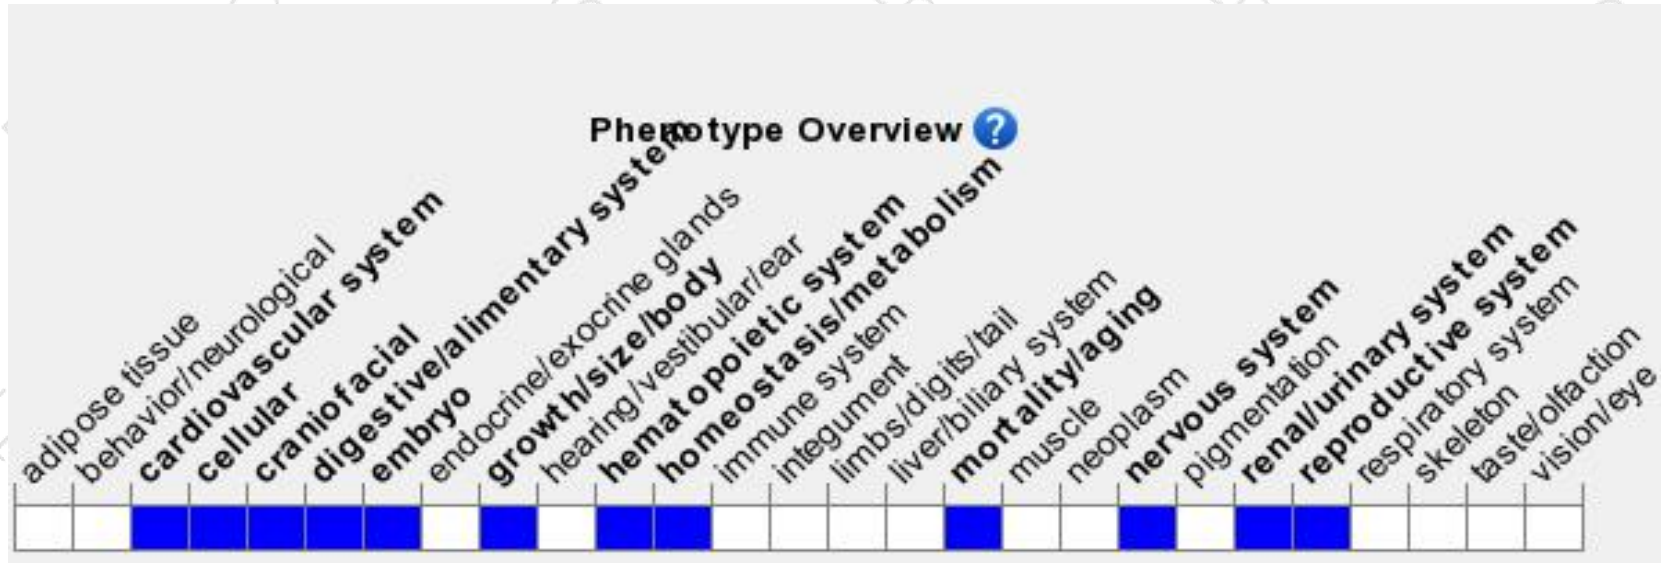 Phenotype Overview ?
adipose tissue
behavior/neurological
cardiovascular system
cellular
craniofacial
digestive/alimentary system
embryo
endocrine/exocrine glands
growth/size/body
hearing/vestibular/ear
hematopoietic system
homeostasis/metabolism
immune system
integument
limbs/digits/tail
liver/biliary system
mortality/aging
muscle
neoplasm
nervous system
pigmentation
renal/urinary system
reproductive system
respiratory system
skeleton
taste/olfaction
vision/eye